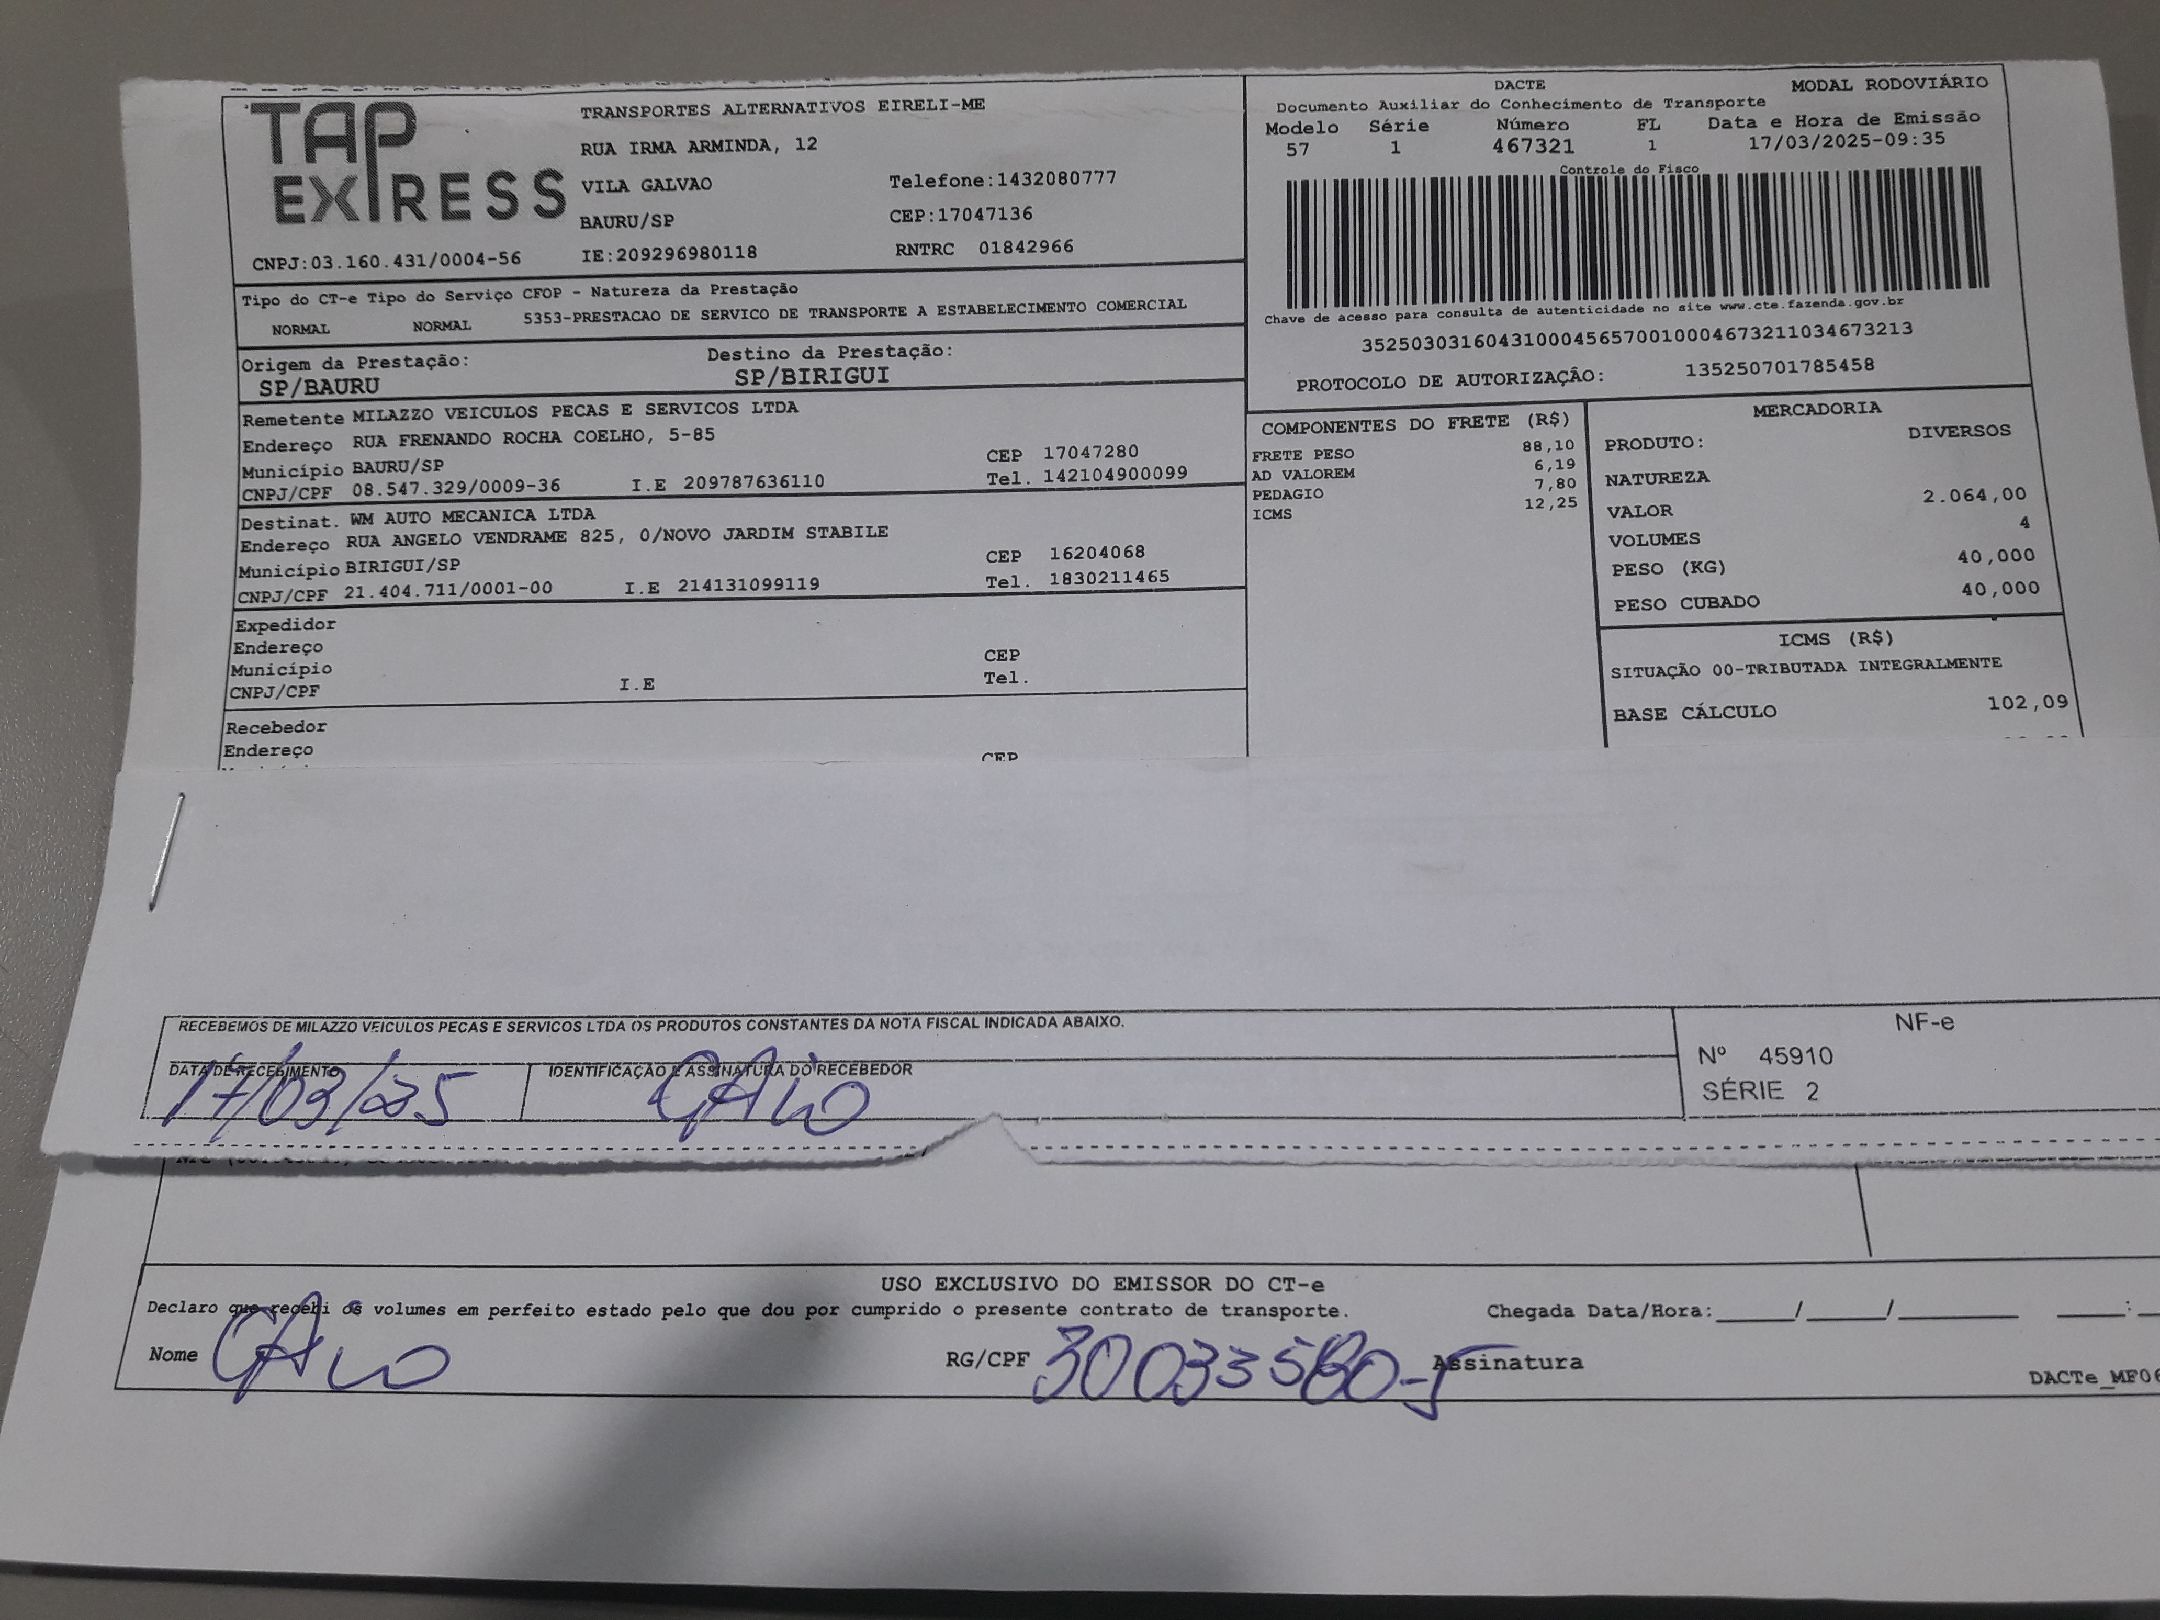 TAP EXPRESS
TRANSPORTES ALTERNATIVOS EIRELI-ME
RUA IRMA ARMINDA, 12
VILA GALVAO Telefone:1432080777
BAURU/SP CEP:17047136
CNPJ:03.160.431/0004-56 IE:209296980118 RNTRC 01842966
DACTE MODAL RODOVIÁRIO
Documento Auxiliar do Conhecimento de Transporte
Modelo Série Número FL Data e Hora de Emissão
57 1 467321 1 17/03/2025-09:35
Controle do Fisco
Chave de acesso para consulta de autenticidade no site www.cte.fazenda.gov.br
35250303160431000456570010004673211034673213
PROTOCOLO DE AUTORIZAÇÃO: 135250701785458
Tipo do CT-e Tipo do Serviço CFOP - Natureza da Prestação
NORMAL NORMAL 5353-PRESTACAO DE SERVICO DE TRANSPORTE A ESTABELECIMENTO COMERCIAL
Origem da Prestação: Destino da Prestação:
SP/BAURU SP/BIRIGUI
Remetente MILAZZO VEICULOS PECAS E SERVICOS LTDA
Endereço RUA FRENANDO ROCHA COELHO, 5-85
Município BAURU/SP CEP 17047280
CNPJ/CPF 08.547.329/0009-36 I.E 209787636110 Tel. 142104900099
Destinat. WM AUTO MECANICA LTDA
Endereço RUA ANGELO VENDRAME 825, 0/NOVO JARDIM STABILE
Município BIRIGUI/SP CEP 16204068
CNPJ/CPF 21.404.711/0001-00 I.E 214131099119 Tel. 1830211465
Expedidor
Endereço
Município CEP
CNPJ/CPF I.E Tel.
Recebedor
Endereço
CEP
COMPONENTES DO FRETE (R$)
FRETE PESO 88,10
AD VALOREM 6,19
PEDAGIO 7,80
ICMS 12,25
MERCADORIA
PRODUTO: DIVERSOS
NATUREZA
VALOR 2.064,00
VOLUMES 4
PESO (KG) 40,000
PESO CUBADO 40,000
ICMS (R$)
SITUAÇÃO 00-TRIBUTADA INTEGRALMENTE
BASE CÁLCULO 102,09
RECEBEMOS DE MILAZZO VEICULOS PECAS E SERVICOS LTDA OS PRODUTOS CONSTANTES DA NOTA FISCAL INDICADA ABAIXO.
DATA DE RECEBIMENTO IDENTIFICAÇÃO E ASSINATURA DO RECEBEDOR
17/03/25 CAio
NF-e
Nº 45910
SÉRIE 2
USO EXCLUSIVO DO EMISSOR DO CT-e
Declaro que recebi os volumes em perfeito estado pelo que dou por cumprido o presente contrato de transporte. Chegada Data/Hora:____/____/______ ____:
Nome CAio RG/CPF Assinatura
DACTe_MF06